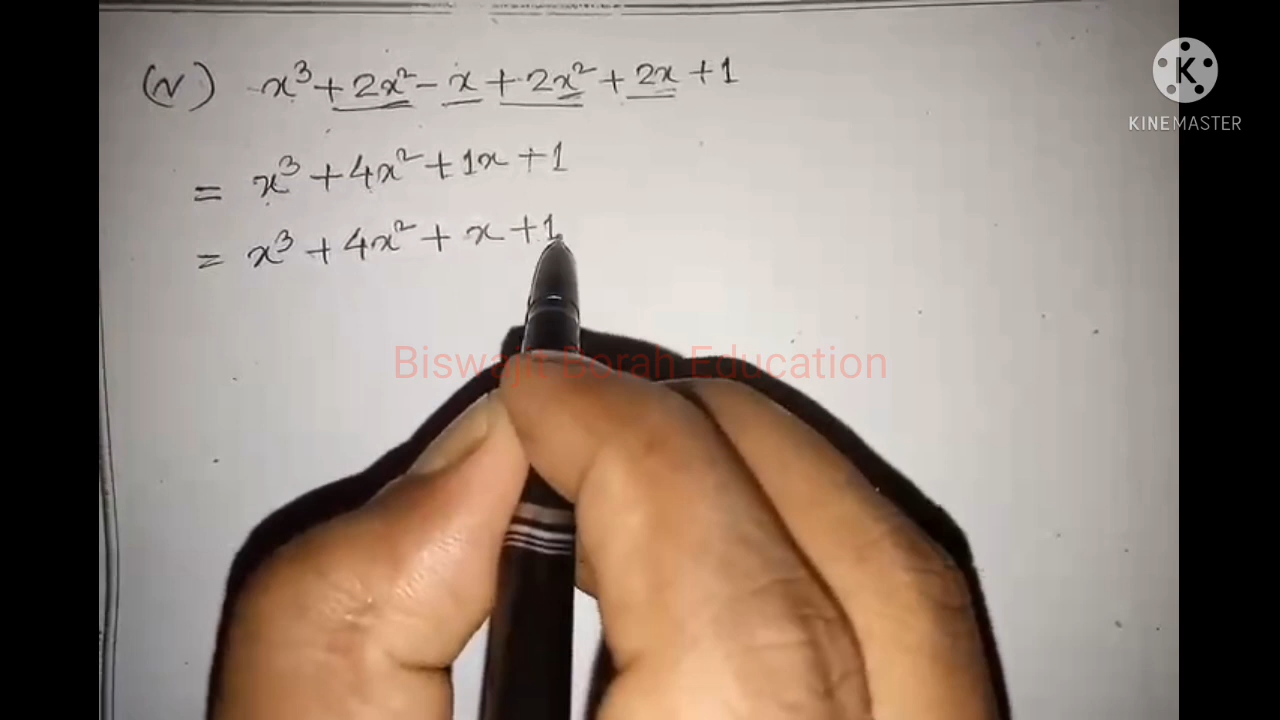 (v) x³ + 2x² - x + 2x² + 2x + 1
= x³ + 4x² + 1x + 1
= x³ + 4x² + x + 1
K
KINEMASTER
Biswajit Borah Education